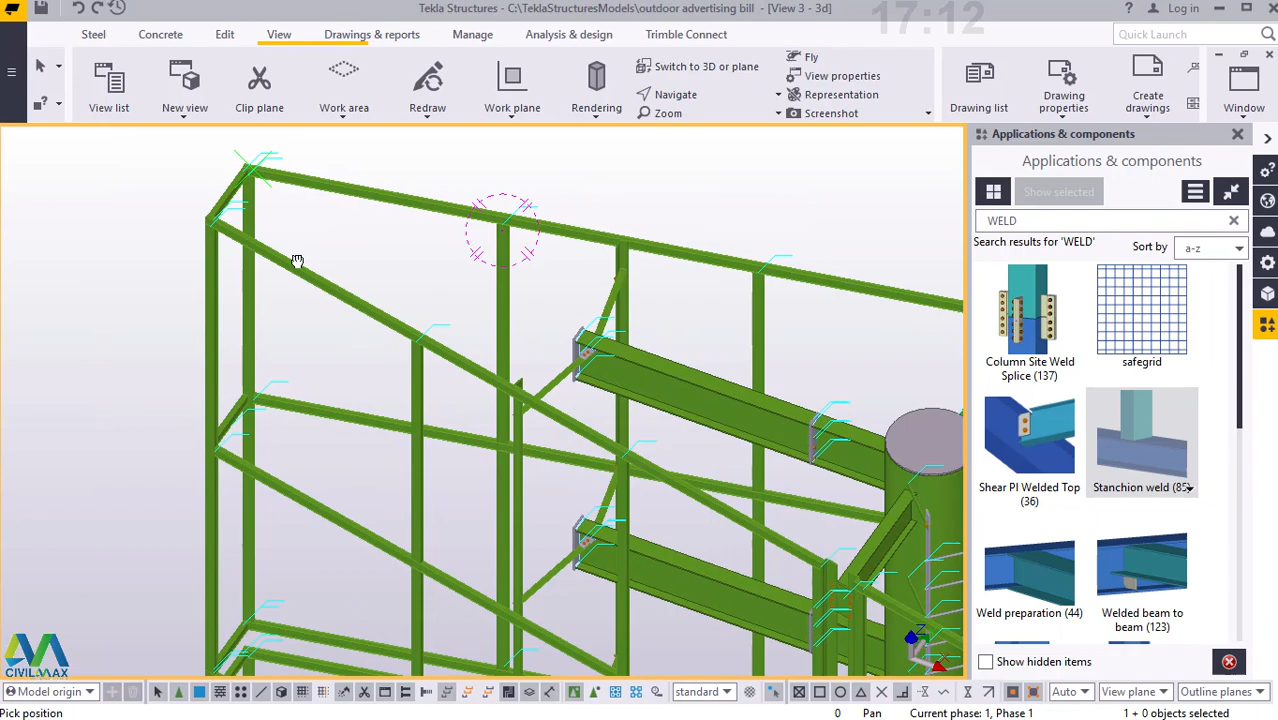 Tekla Structures - C:\TeklaStructuresModels\outdoor advertising bill - [View 3 - 3d]
17:12
Log in
Steel
Concrete
Edit
View
Drawings & reports
Manage
Analysis & design
Trimble Connect
Quick Launch
View list
New view
Clip plane
Work area
Redraw
Work plane
Rendering
Switch to 3D or plane
Navigate
Zoom
Fly
View properties
Representation
Screenshot
Drawing list
Drawing
properties
Create
drawings
Window
Applications & components
Applications & components
Show selected
WELD
Search results for 'WELD'
Sort by
a-z
Column Site Weld
Splice (137)
safegrid
Shear Pl Welded Top
(36)
Stanchion weld (85)
Weld preparation (44)
Welded beam to
beam (123)
Show hidden items
Z
CIVILMAX
Model origin
standard
Auto
View plane
Outline planes
Pick position
0
Pan
Current phase: 1, Phase 1
1 + 0 objects selected